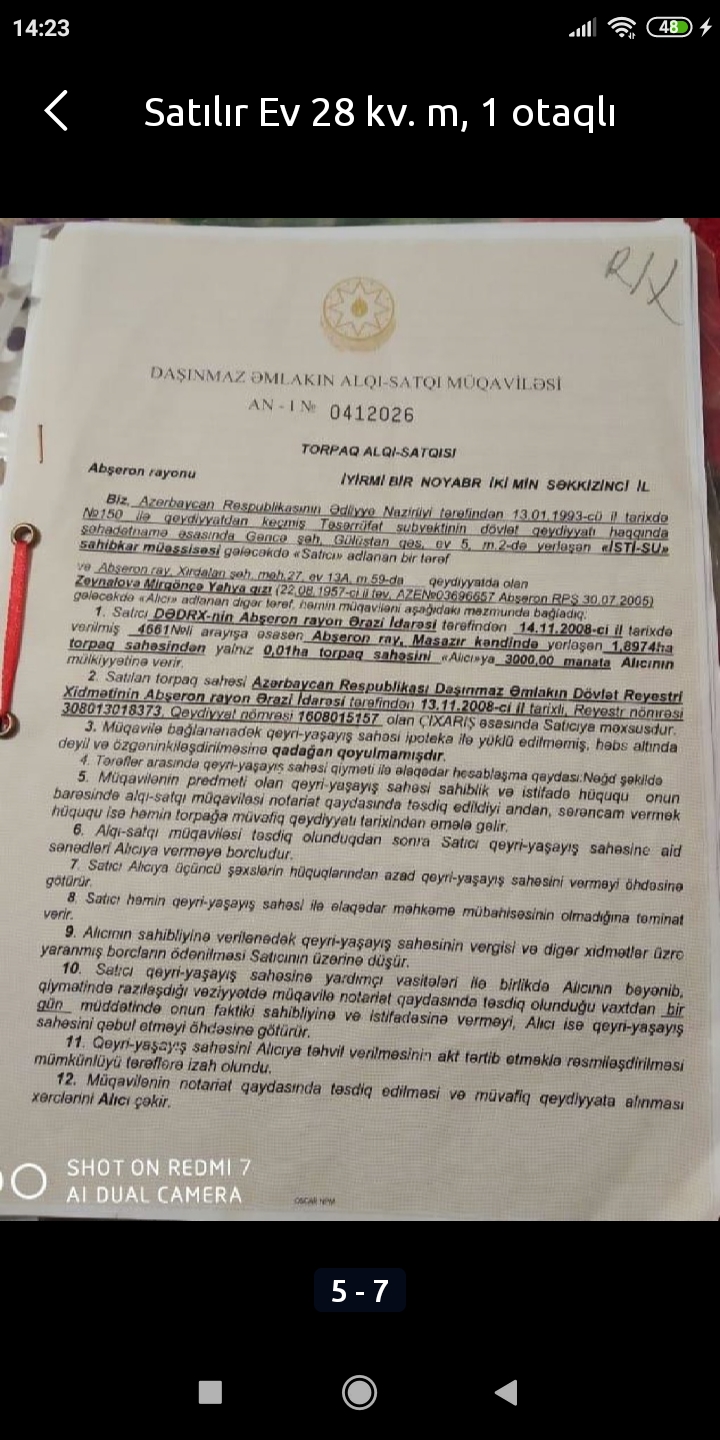 14:23
48
Satılır Ev 28 kv. m, 1 otaqlı
R/X
DAŞINMAZ ƏMLAKIN ALQI-SATQI MÜQAVİLƏSİ
AN - I № 0412026
TORPAQ ALQI-SATQISI
Abşeron rayonu İYİRMİ BİR NOYABR İKİ MİN SƏKKİZİNCİ İL
Biz, Azərbaycan Respublikasının Ədliyyə Nazirliyi tərəfindən 13.01.1993-cü il tarixdə
№150 ilə qeydiyyatdan keçmiş Təsərrüfat subyektinin dövlət qeydiyyatı haqqında
şəhadətnamə əsasında Gəncə şəh, Gülüstan qəs, ev 5, m.2-də yerləşən «İSTİ-SU»
sahibkar müəssisəsi gələcəkdə «Satıcı» adlanan bir tərəf
və Abşeron ray, Xırdalan şəh, məh.27, ev 13A, m.59-da qeydiyyatda olan
Zeynalova Mirgöncə Yəhya qızı (22.08.1957-ci il təv, AZE№03696657 Abşeron RPŞ 30.07.2005)
gələcəkdə «Alıcı» adlanan digər tərəf, həmin müqaviləni aşağıdakı məzmunda bağladıq:
1. Satıcı DƏDRX-nin Abşeron rayon Ərazi İdarəsi tərəfindən 14.11.2008-ci il tarixdə
verilmiş 4661№li arayışa əsasən Abşeron ray, Masazır kəndində yerləşən 1,8974ha
torpaq sahəsindən yalnız 0,01ha torpaq sahəsini «Alıcı»ya 3000,00 manata Alıcının
mülkiyyətinə verir.
2. Satılan torpaq sahəsi Azərbaycan Respublikası Daşınmaz Əmlakın Dövlət Reyestri
Xidmətinin Abşeron rayon Ərazi İdarəsi tərəfindən 13.11.2008-ci il tarixli, Reyestr nömrəsi
308013018373, Qeydiyyat nömrəsi 1608015157 olan ÇIXARIŞ əsasında Satıcıya məxsusdur.
3. Müqavilə bağlananadək qeyri-yaşayış sahəsi ipoteka ilə yüklü edilməmiş, həbs altında
deyil və özgəninkiləşdirilməsinə qadağan qoyulmamışdır.
4. Tərəflər arasında qeyri-yaşayış sahəsi qiyməti ilə əlaqədar hesablaşma qaydası:Nəğd şəkildə
5. Müqavilənin predmeti olan qeyri-yaşayış sahəsi sahiblik və istifadə hüququ onun
barəsində alqı-satqı müqaviləsi notariat qaydasında təsdiq edildiyi andan, sərəncam vermək
hüququ isə həmin torpağa müvafiq qeydiyyatı tarixindən əmələ gəlir.
6. Alqı-satqı müqaviləsi təsdiq olunduqdan sonra Satıcı qeyri-yaşayış sahəsinə aid
sənədləri Alıcıya verməyə borcludur.
7. Satıcı Alıcıya üçüncü şəxslərin hüquqlarından azad qeyri-yaşayış sahəsini verməyi öhdəsinə
götürür.
8. Satıcı həmin qeyri-yaşayış sahəsi ilə əlaqədar məhkəmə mübahisəsinin olmadığına təminat
verir.
9. Alıcının sahibliyinə verilənədək qeyri-yaşayış sahəsinin vergisi və digər xidmətlər üzrə
yaranmış borcların ödənilməsi Satıcının üzərinə düşür.
10. Satıcı qeyri-yaşayış sahəsinə yardımçı vasitələri ilə birlikdə Alıcının bəyənib,
qiymətində razılaşdığı vəziyyətdə müqavilə notariat qaydasında təsdiq olunduğu vaxtdan bir
gün müddətində onun faktiki sahibliyinə və istifadəsinə verməyi, Alıcı isə qeyri-yaşayış
sahəsini qəbul etməyi öhdəsinə götürür.
11. Qeyri-yaşayış sahəsini Alıcıya təhvil verilməsinin akt tərtib etməklə rəsmiləşdirilməsi
mümkünlüyü tərəflərə izah olundu.
12. Müqavilənin notariat qaydasında təsdiq edilməsi və müvafiq qeydiyyata alınması
xərclərini Alıcı çəkir.
SHOT ON REDMI 7
AI DUAL CAMERA
OSCAR NPM
5 - 7